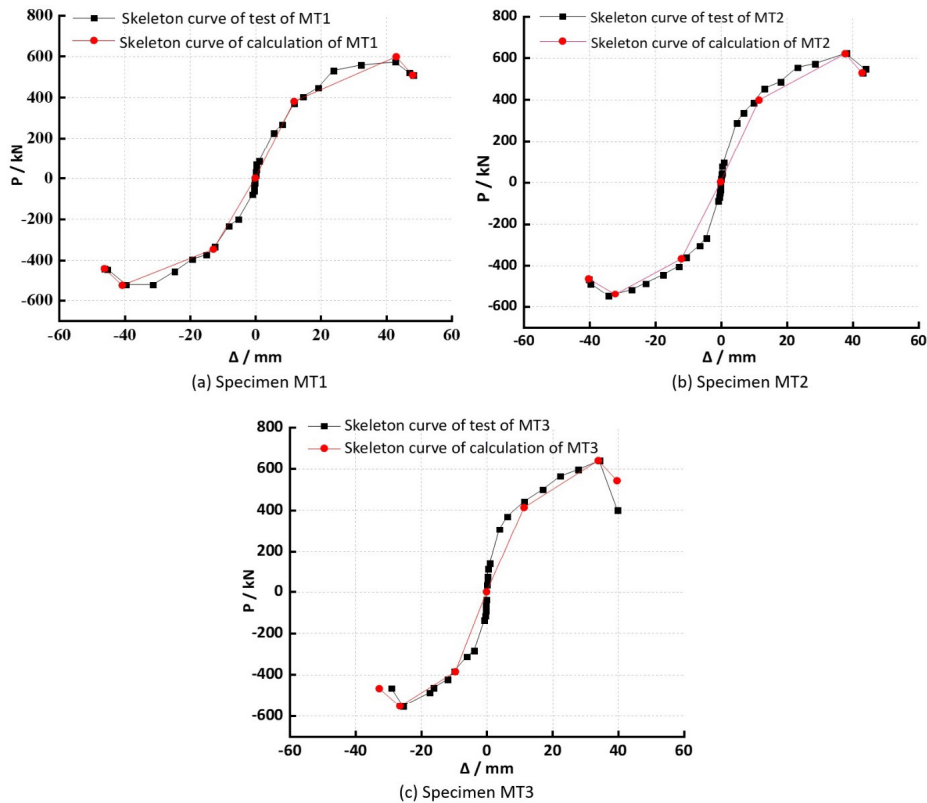 Skeleton curve of test of MT1
Skeleton curve of calculation of MT1
800
600
400
200
0
-200
-400
-600
P / kN
-60 -40 -20 0 20 40 60
Δ / mm
(a) Specimen MT1
Skeleton curve of test of MT2
Skeleton curve of calculation of MT2
800
600
400
200
0
-200
-400
-600
P / kN
-60 -40 -20 0 20 40 60
Δ / mm
(b) Specimen MT2
Skeleton curve of test of MT3
Skeleton curve of calculation of MT3
800
600
400
200
0
-200
-400
-600
P / kN
-60 -40 -20 0 20 40 60
Δ / mm
(c) Specimen MT3